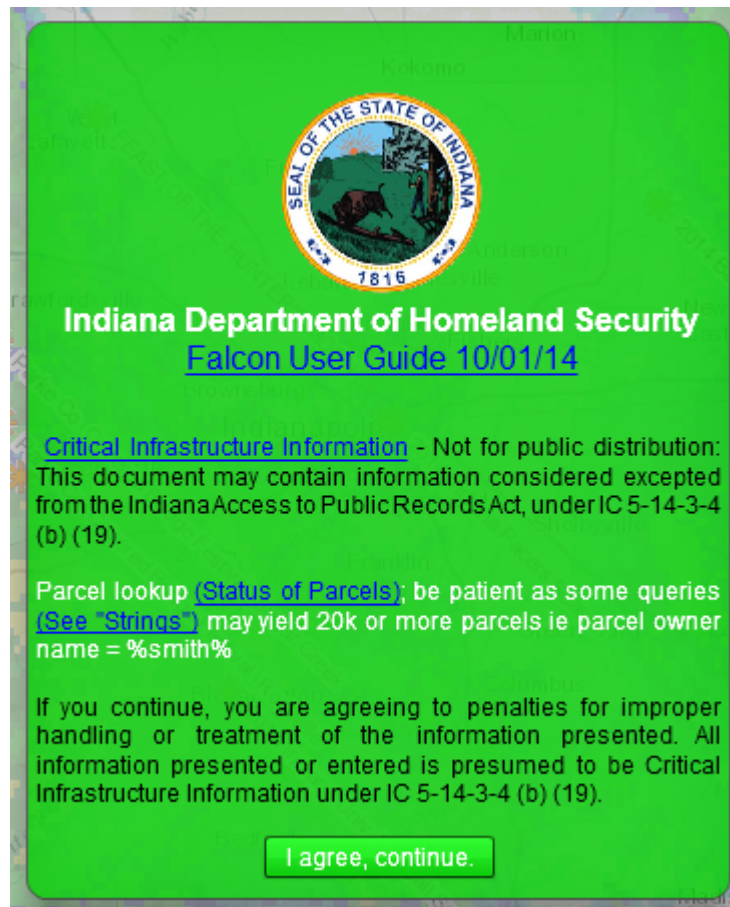 Marion
Kokomo
SEAL OF THE STATE OF INDIANA
1816
Anderson
Indiana Department of Homeland Security
Falcon User Guide 10/01/14
Critical Infrastructure Information - Not for public distribution:
This document may contain information considered excepted
from the Indiana Access to Public Records Act, under IC 5-14-3-4
(b) (19).
Franklin
Parcel lookup (Status of Parcels); be patient as some queries
(See "Strings") may yield 20k or more parcels ie parcel owner
name = %smith%
Columbus
If you continue, you are agreeing to penalties for improper
handling or treatment of the information presented. All
information presented or entered is presumed to be Critical
Infrastructure Information under IC 5-14-3-4 (b) (19).
I agree, continue.